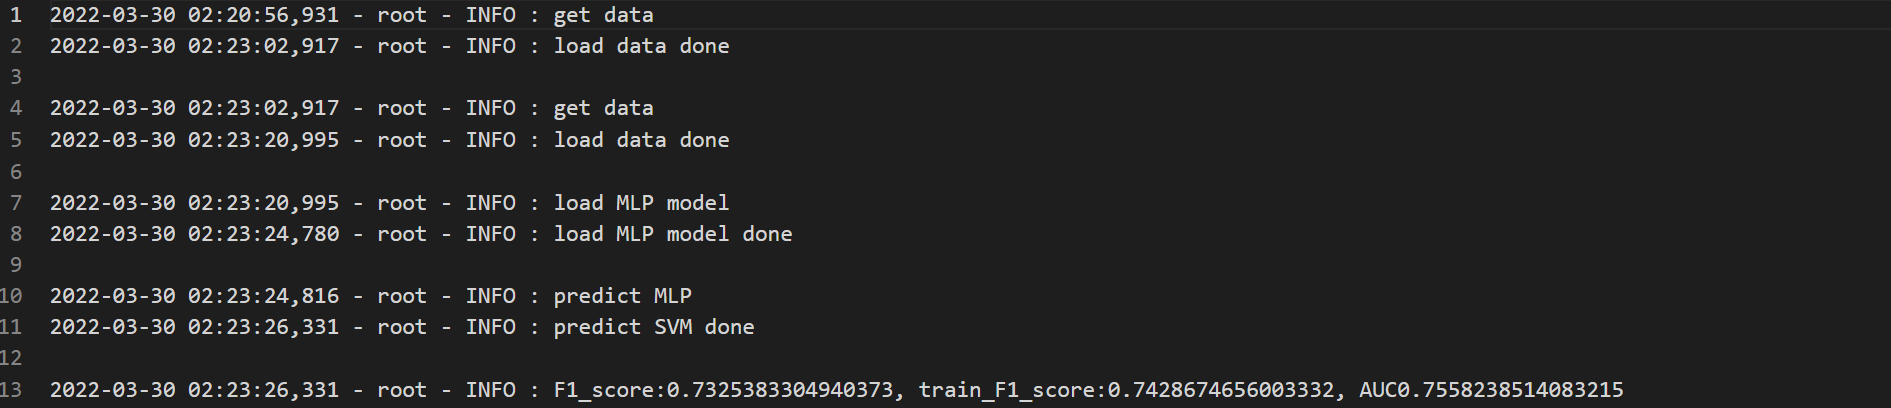 1 2022-03-30 02:20:56,931 - root - INFO : get data
2 2022-03-30 02:23:02,917 - root - INFO : load data done
3
4 2022-03-30 02:23:02,917 - root - INFO : get data
5 2022-03-30 02:23:20,995 - root - INFO : load data done
6
7 2022-03-30 02:23:20,995 - root - INFO : load MLP model
8 2022-03-30 02:23:24,780 - root - INFO : load MLP model done
9
10 2022-03-30 02:23:24,816 - root - INFO : predict MLP
11 2022-03-30 02:23:26,331 - root - INFO : predict SVM done
12
13 2022-03-30 02:23:26,331 - root - INFO : F1_score:0.7325383304940373, train_F1_score:0.7428674656003332, AUC0.7558238514083215